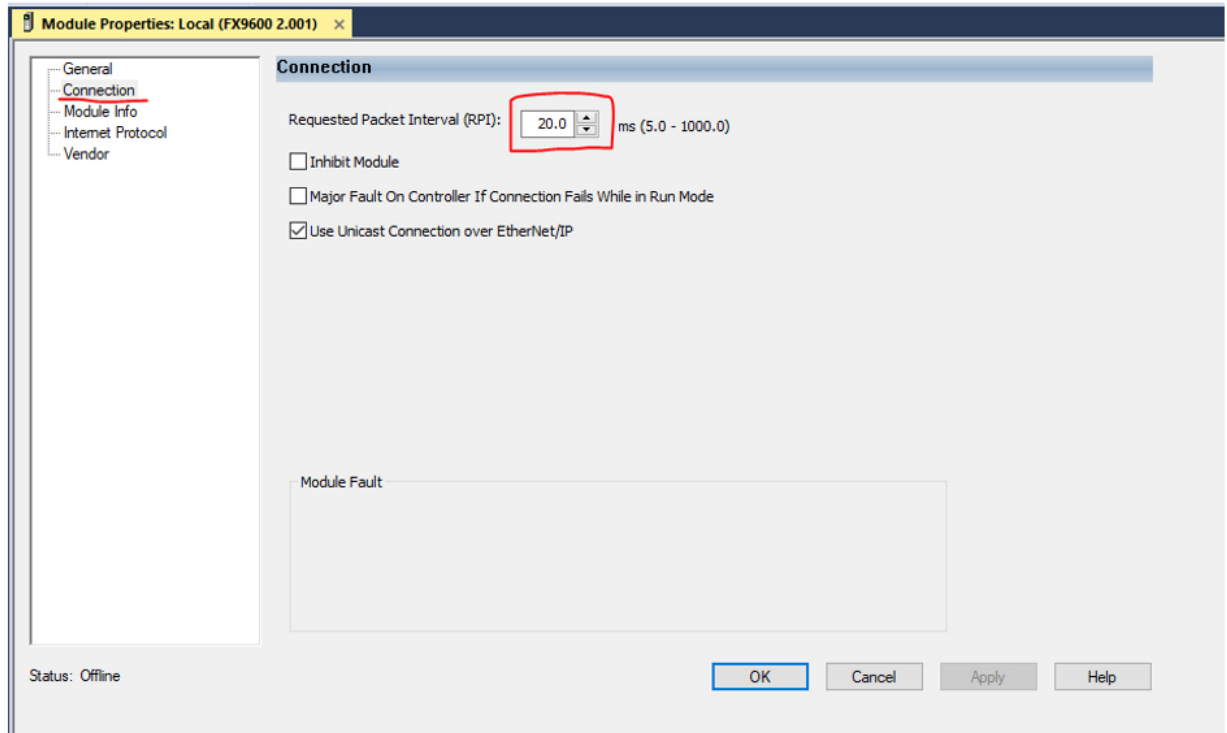 Module Properties: Local (FX9600 2.001) ×
General
Connection
Module Info
Internet Protocol
Vendor
Connection
Requested Packet Interval (RPI): 20.0 ms (5.0 - 1000.0)
Inhibit Module
Major Fault On Controller If Connection Fails While in Run Mode
Use Unicast Connection over EtherNet/IP
Module Fault
Status: Offline
OK Cancel Apply Help